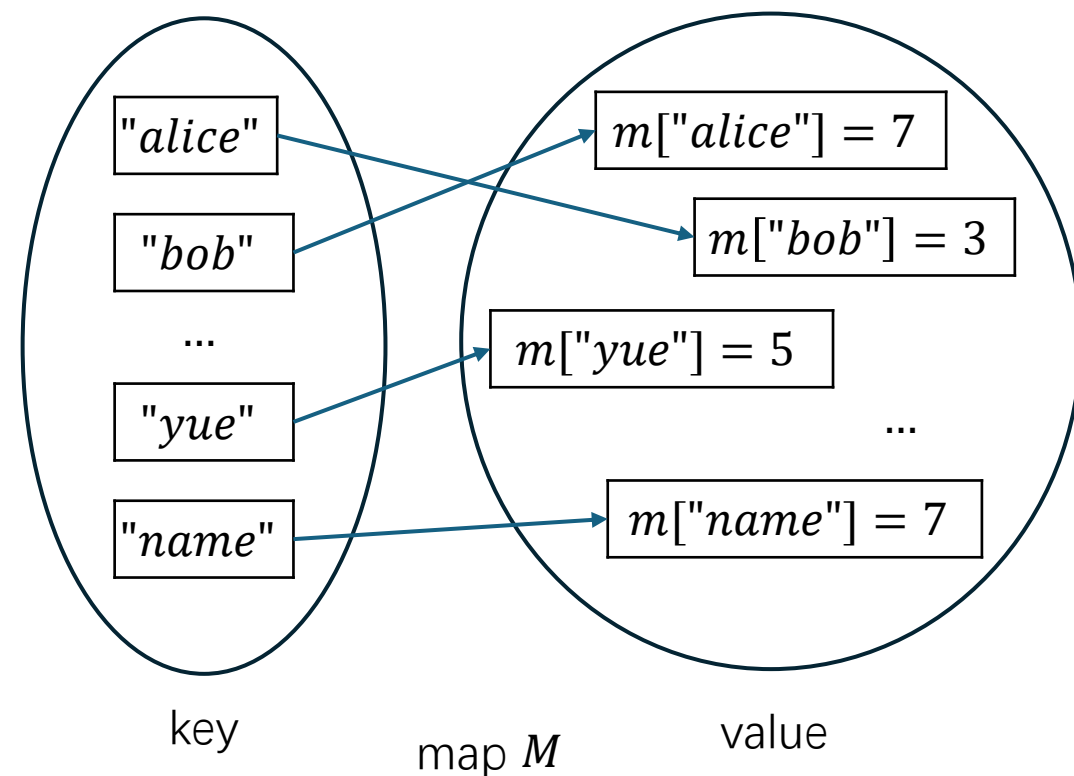 "alice"
"bob"
...
"yue"
"name"
m["alice"] = 7
m["bob"] = 3
m["yue"] = 5
...
m["name"] = 7
key
map M
value